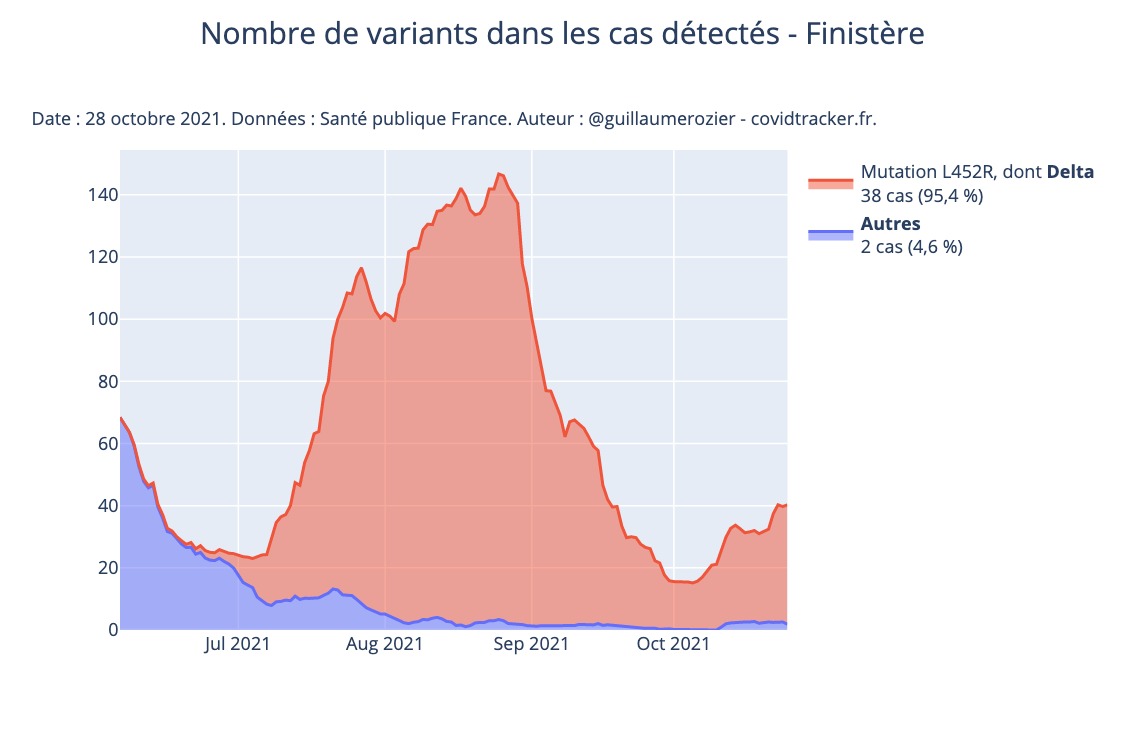 Nombre de variants dans les cas détectés - Finistère
Date : 28 octobre 2021. Données : Santé publique France. Auteur : @guillaumerozier - covidtracker.fr.
Mutation L452R, dont Delta
38 cas (95,4 %)
Autres
2 cas (4,6 %)
140
120
100
80
60
40
20
0
Jul 2021
Aug 2021
Sep 2021
Oct 2021